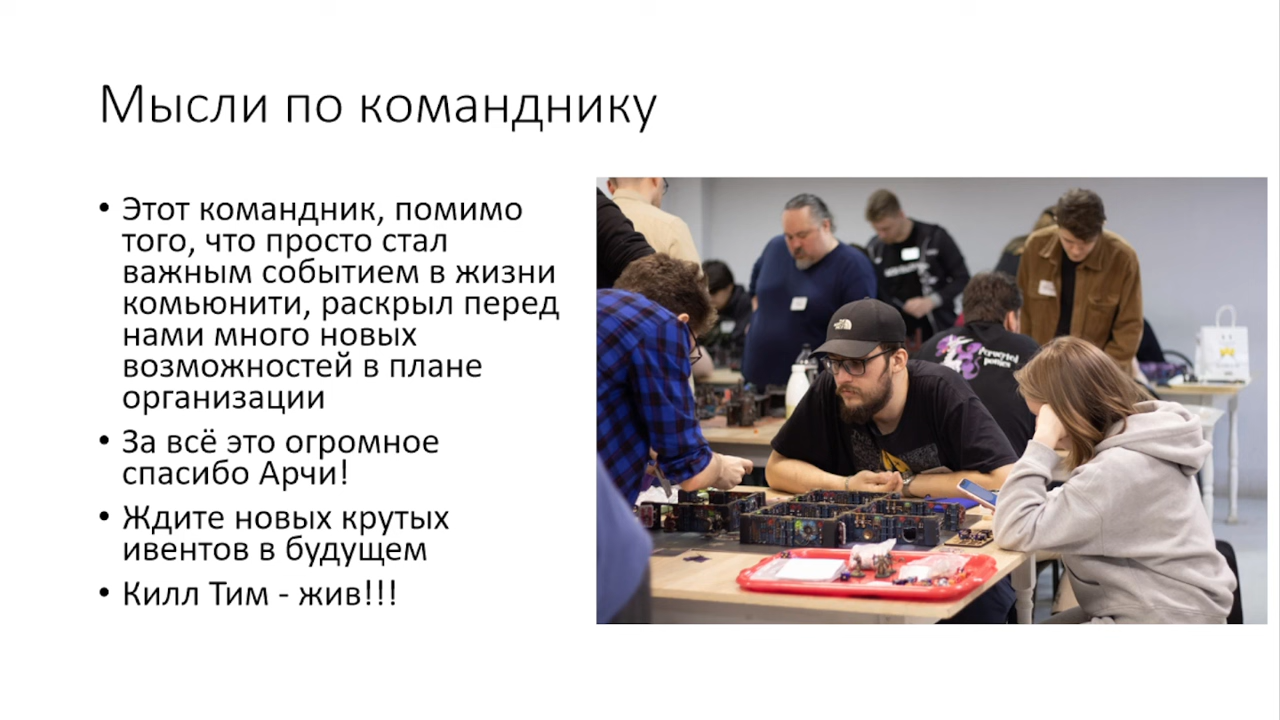 Мысли по команднику
• Этот командник, помимо
того, что просто стал
важным событием в жизни
комьюнити, раскрыл перед
нами много новых
возможностей в плане
организации
• За всё это огромное
спасибо Арчи!
• Ждите новых крутых
ивентов в будущем
• Килл Тим - жив!!!